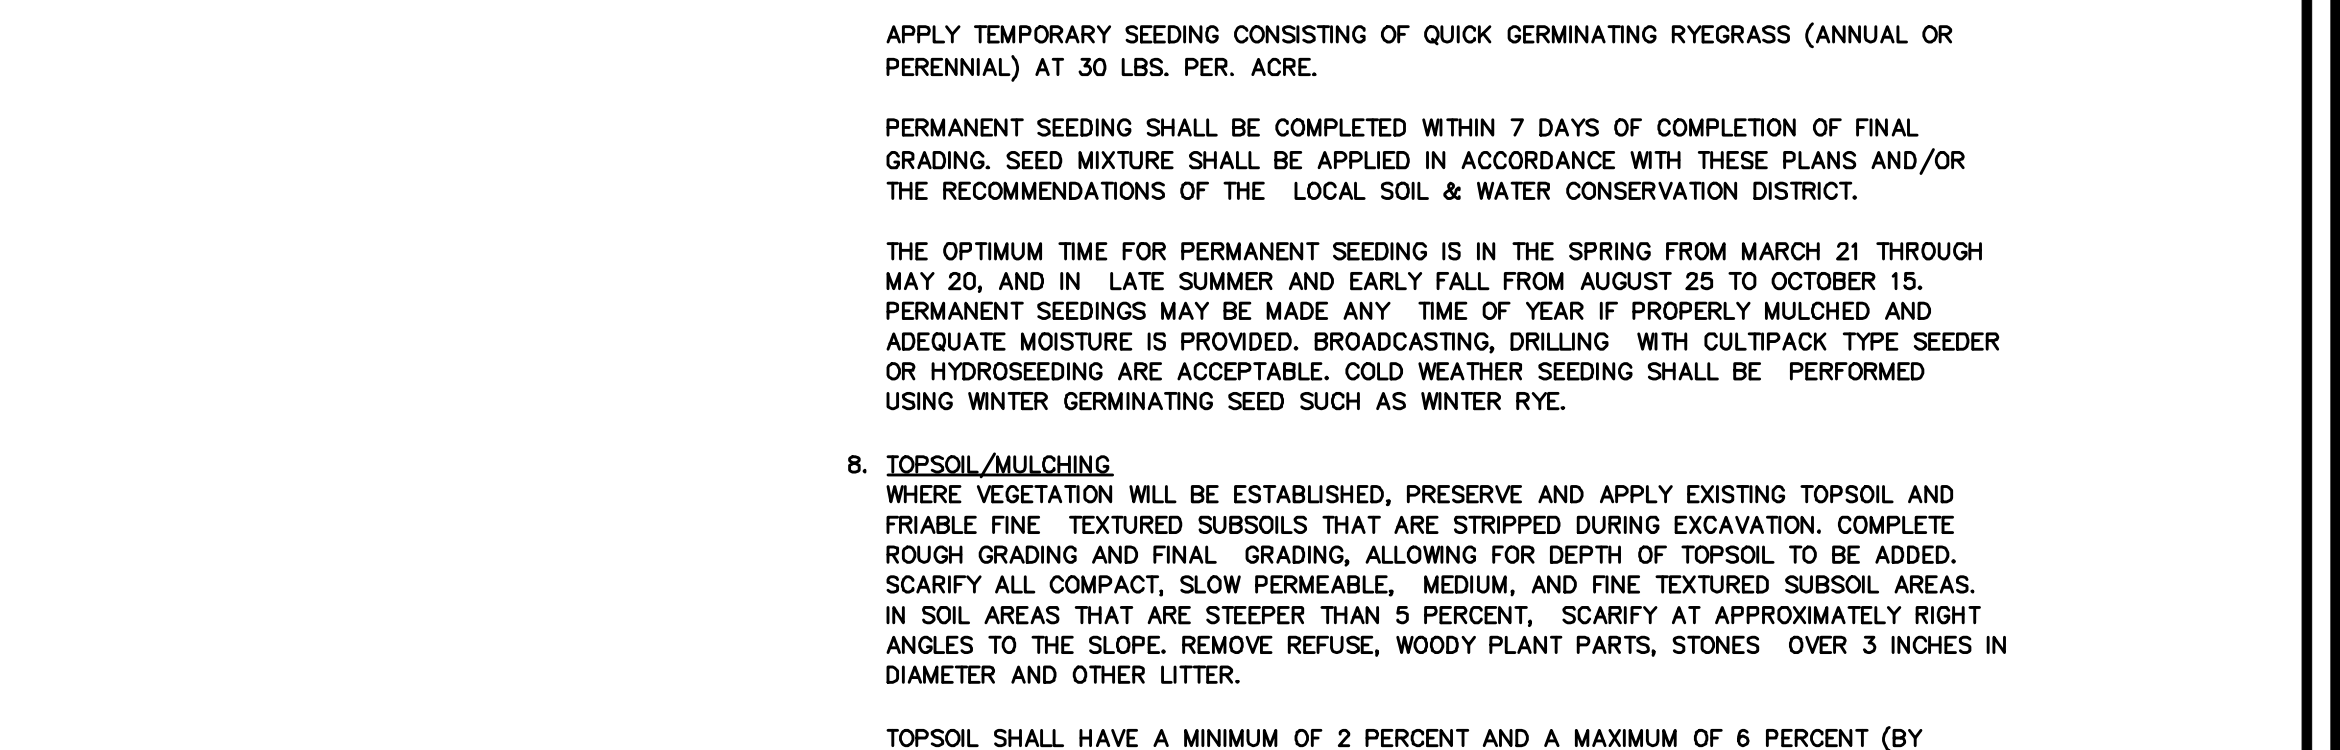 APPLY TEMPORARY SEEDING CONSISTING OF QUICK GERMINATING RYEGRASS (ANNUAL OR
PERENNIAL) AT 30 LBS. PER. ACRE.
PERMANENT SEEDING SHALL BE COMPLETED WITHIN 7 DAYS OF COMPLETION OF FINAL
GRADING. SEED MIXTURE SHALL BE APPLIED IN ACCORDANCE WITH THESE PLANS AND/OR
THE RECOMMENDATIONS OF THE LOCAL SOIL & WATER CONSERVATION DISTRICT.
THE OPTIMUM TIME FOR PERMANENT SEEDING IS IN THE SPRING FROM MARCH 21 THROUGH
MAY 20, AND IN LATE SUMMER AND EARLY FALL FROM AUGUST 25 TO OCTOBER 15.
PERMANENT SEEDINGS MAY BE MADE ANY TIME OF YEAR IF PROPERLY MULCHED AND
ADEQUATE MOISTURE IS PROVIDED. BROADCASTING, DRILLING WITH CULTIPACK TYPE SEEDER
OR HYDROSEEDING ARE ACCEPTABLE. COLD WEATHER SEEDING SHALL BE PERFORMED
USING WINTER GERMINATING SEED SUCH AS WINTER RYE.
8. TOPSOIL/MULCHING
WHERE VEGETATION WILL BE ESTABLISHED, PRESERVE AND APPLY EXISTING TOPSOIL AND
FRIABLE FINE TEXTURED SUBSOILS THAT ARE STRIPPED DURING EXCAVATION. COMPLETE
ROUGH GRADING AND FINAL GRADING, ALLOWING FOR DEPTH OF TOPSOIL TO BE ADDED.
SCARIFY ALL COMPACT, SLOW PERMEABLE, MEDIUM, AND FINE TEXTURED SUBSOIL AREAS.
IN SOIL AREAS THAT ARE STEEPER THAN 5 PERCENT, SCARIFY AT APPROXIMATELY RIGHT
ANGLES TO THE SLOPE. REMOVE REFUSE, WOODY PLANT PARTS, STONES OVER 3 INCHES IN
DIAMETER AND OTHER LITTER.
TOPSOIL SHALL HAVE A MINIMUM OF 2 PERCENT AND A MAXIMUM OF 6 PERCENT (BY